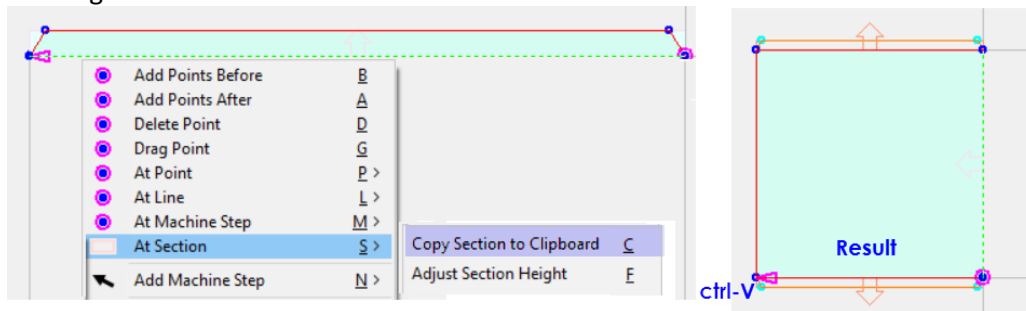 Add Points Before B
Add Points After A
Delete Point D
Drag Point G
At Point P >
At Line L >
At Machine Step M >
At Section S >
Add Machine Step N >
Copy Section to Clipboard C
Adjust Section Height F
ctrl-V
Result